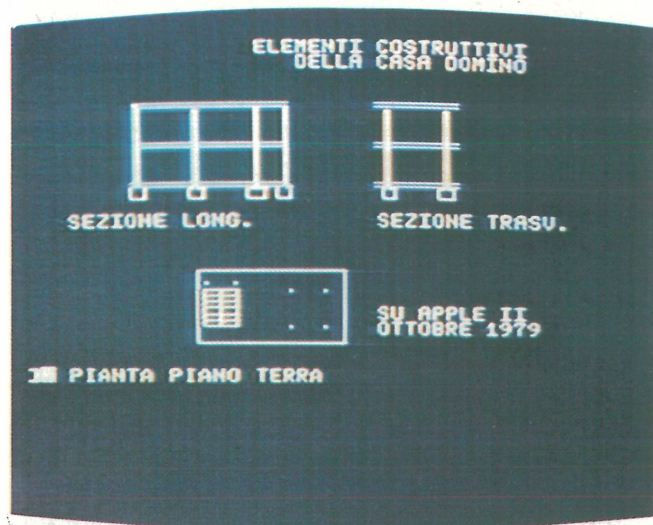 ELEMENTI COSTRUTTIVI
DELLA CASA DOMINO
SEZIONE LONG.
SEZIONE TRASV.
SU APPLE II
OTTOBRE 1979
PIANTA PIANO TERRA